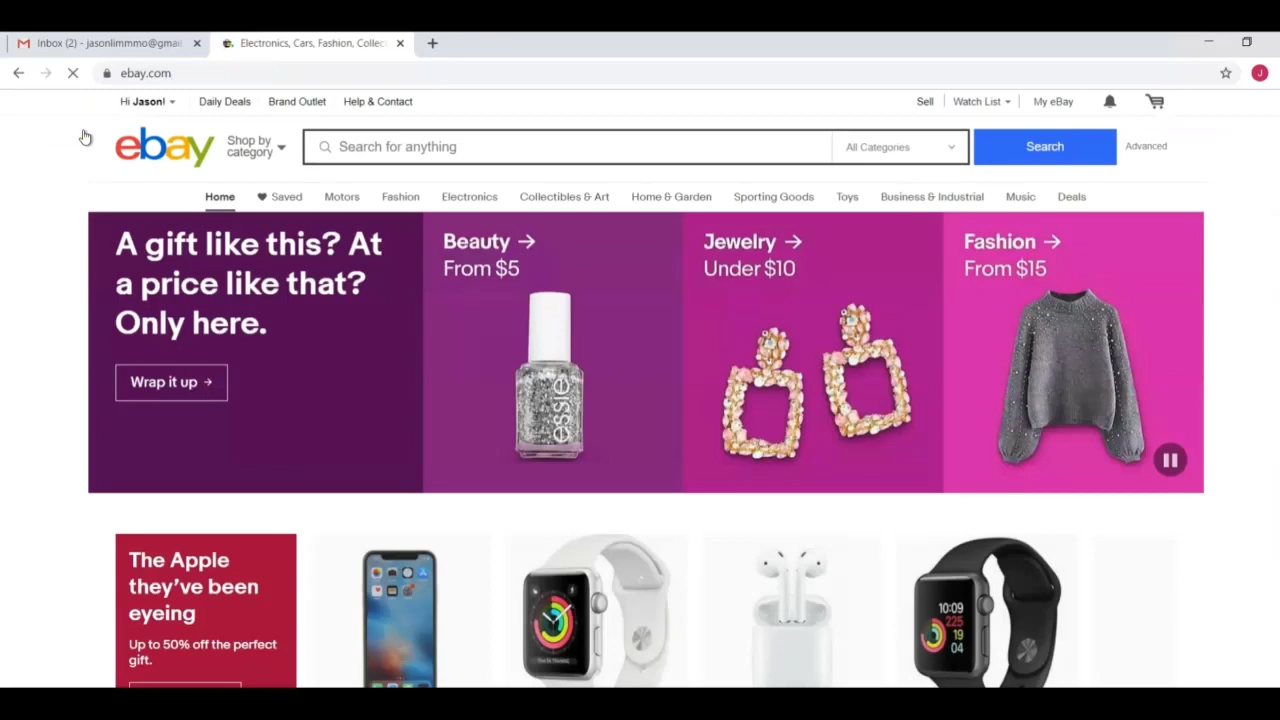 Inbox (2) - jasonlimmmo@gmai
Electronics, Cars, Fashion, Collec
J
ebay.com
Hi Jason!
Daily Deals
Brand Outlet
Help & Contact
Sell
Watch List
My eBay
ebay
Shop by
category
Search for anything
All Categories
Search
Advanced
Home
Saved
Motors
Fashion
Electronics
Collectibles & Art
Home & Garden
Sporting Goods
Toys
Business & Industrial
Music
Deals
A gift like this? At
a price like that?
Only here.
Wrap it up →
Beauty →
From $5
essie
Jewelry →
Under $10
Fashion →
From $15
The Apple
they've been
eyeing
Up to 50% off the perfect
gift.
10:09
225
19
04